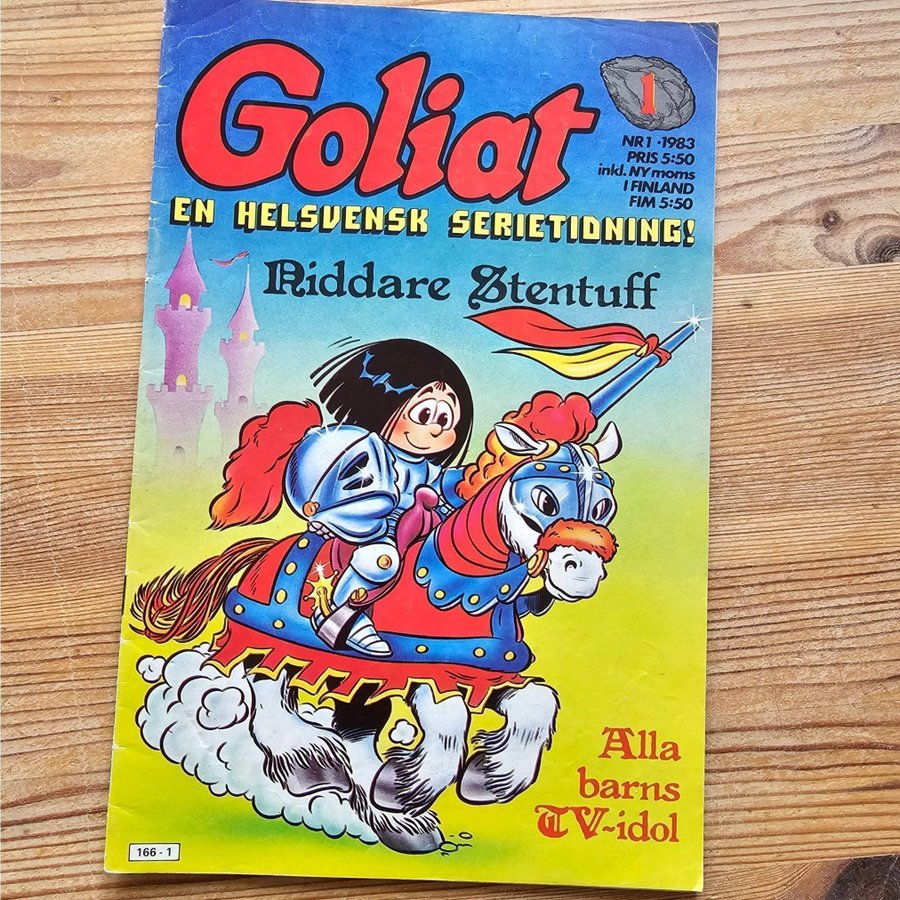 Goliat
1
NR 1 · 1983
PRIS 5:50
inkl. NY moms
I FINLAND
FIM 5:50
EN HELSVENSK SERIETIDNING!
Riddare Stentuff
Alla
barns
TV-idol
166 - 1